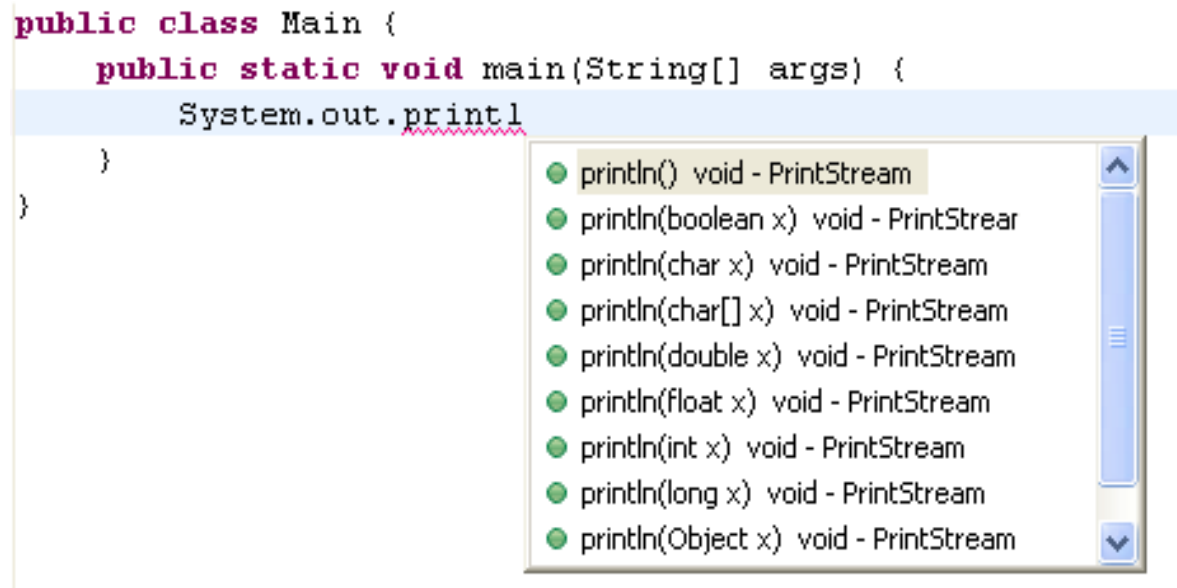 public class Main {
public static void main(String[] args) {
System.out.printl
}
}
println() void - PrintStream
println(boolean x) void - PrintStrear
println(char x) void - PrintStream
println(char[] x) void - PrintStream
println(double x) void - PrintStream
println(float x) void - PrintStream
println(int x) void - PrintStream
println(long x) void - PrintStream
println(Object x) void - PrintStream